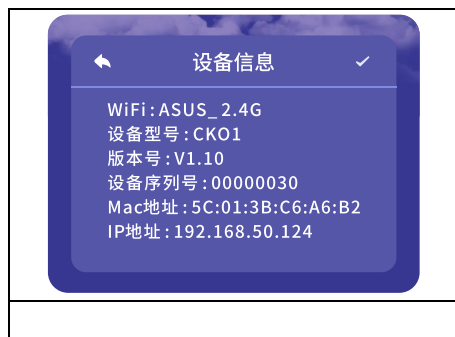 设备信息
WiFi:ASUS_2.4G
设备型号:CKO1
版本号:V1.10
设备序列号:00000030
Mac地址:5C:01:3B:C6:A6:B2
IP地址:192.168.50.124